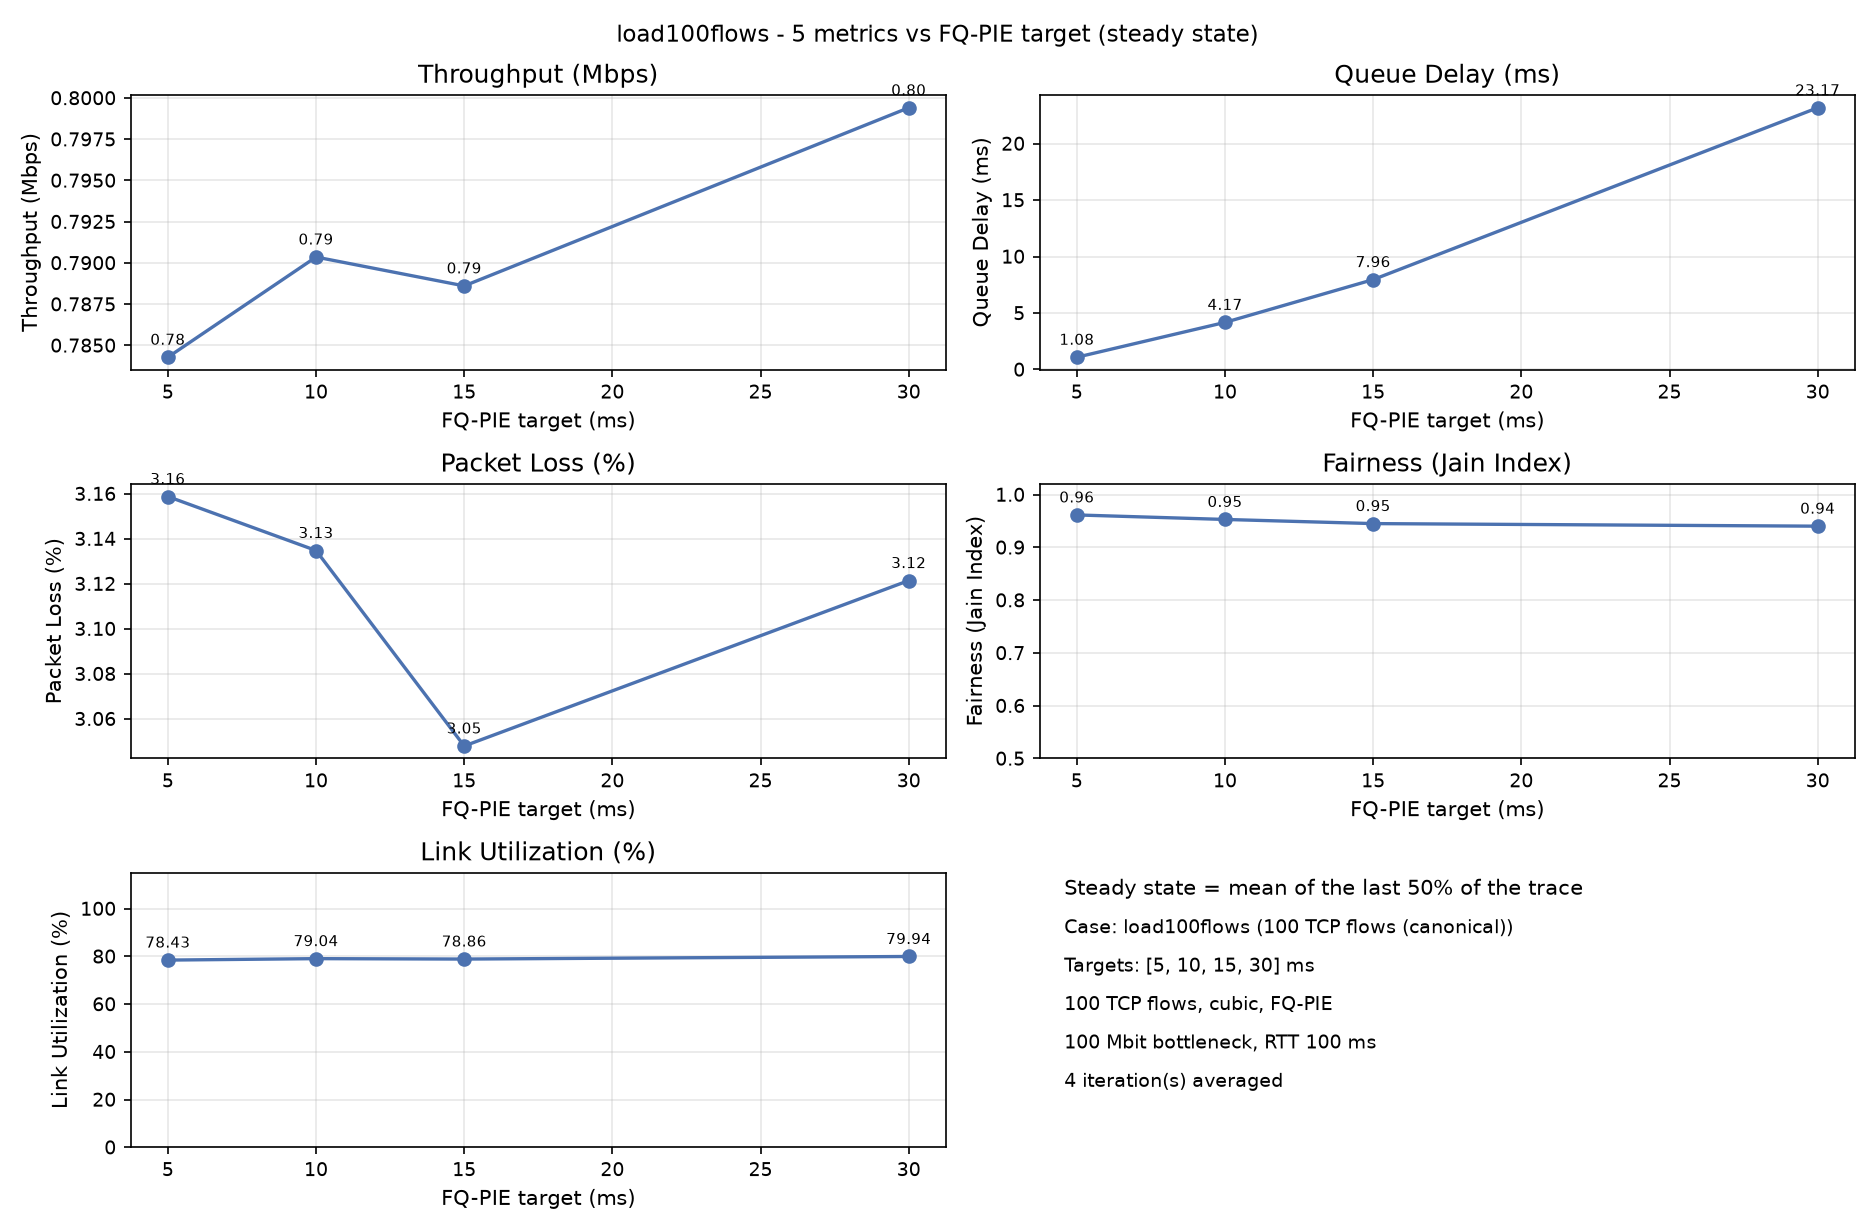 load100flows - 5 metrics vs FQ-PIE target (steady state)
Throughput (Mbps)
Throughput (Mbps)
0.8000
0.7975
0.7950
0.7925
0.7900
0.7875
0.7850
0.78
0.79
0.79
0.80
5 10 15 20 25 30
FQ-PIE target (ms)
Queue Delay (ms)
Queue Delay (ms)
20
15
10
5
0
1.08
4.17
7.96
23.17
5 10 15 20 25 30
FQ-PIE target (ms)
Packet Loss (%)
Packet Loss (%)
3.16
3.14
3.12
3.10
3.08
3.06
3.16
3.13
3.05
3.12
5 10 15 20 25 30
FQ-PIE target (ms)
Fairness (Jain Index)
Fairness (Jain Index)
1.0
0.9
0.8
0.7
0.6
0.5
0.96
0.95
0.95
0.94
5 10 15 20 25 30
FQ-PIE target (ms)
Link Utilization (%)
Link Utilization (%)
100
80
60
40
20
0
78.43
79.04
78.86
79.94
5 10 15 20 25 30
FQ-PIE target (ms)
Steady state = mean of the last 50% of the trace
Case: load100flows (100 TCP flows (canonical))
Targets: [5, 10, 15, 30] ms
100 TCP flows, cubic, FQ-PIE
100 Mbit bottleneck, RTT 100 ms
4 iteration(s) averaged